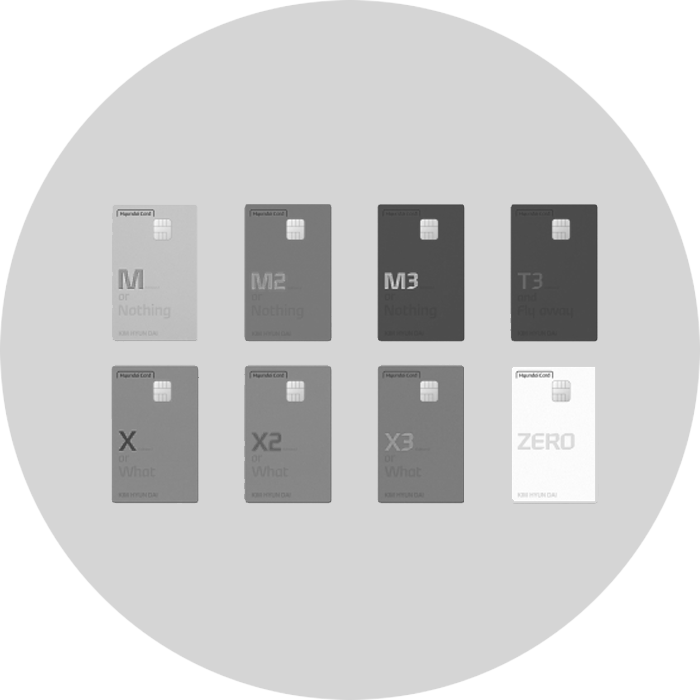 Hyundai Card
M
or
Nothing
KIM HYUN DAI
Hyundai Card
M2
or
Nothing
KIM HYUN DAI
Hyundai Card
M3
or
Nothing
KIM HYUN DAI
Hyundai Card
T3
Fly away
KIM HYUN DAI
Hyundai Card
X
or
What
KIM HYUN DAI
Hyundai Card
X2
or
What
KIM HYUN DAI
Hyundai Card
X3
or
What
KIM HYUN DAI
Hyundai Card
ZERO
KIM HYUN DAI